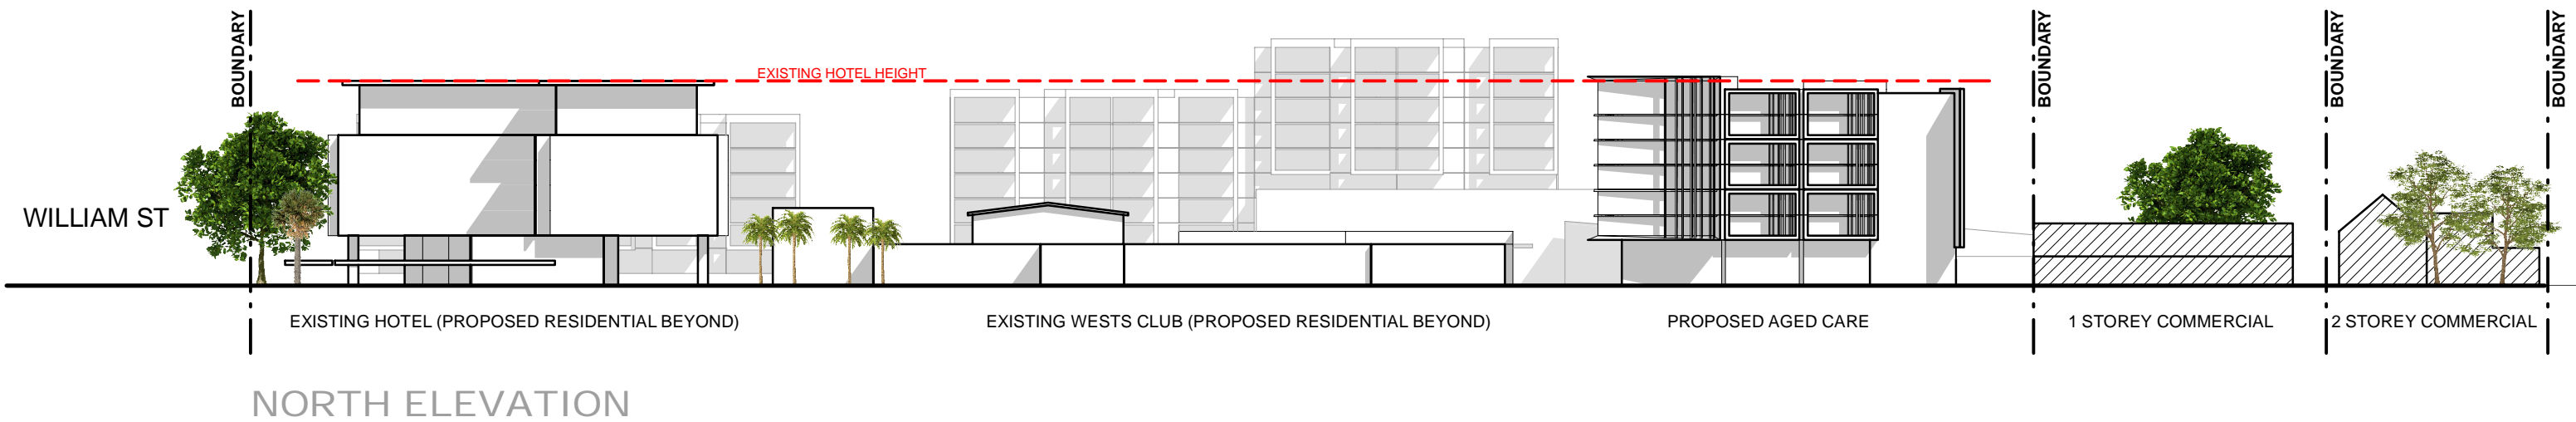 BOUNDARY
EXISTING HOTEL HEIGHT
BOUNDARY
BOUNDARY
BOUNDARY
WILLIAM ST
EXISTING HOTEL (PROPOSED RESIDENTIAL BEYOND)
EXISTING WESTS CLUB (PROPOSED RESIDENTIAL BEYOND)
PROPOSED AGED CARE
1 STOREY COMMERCIAL
2 STOREY COMMERCIAL
NORTH ELEVATION